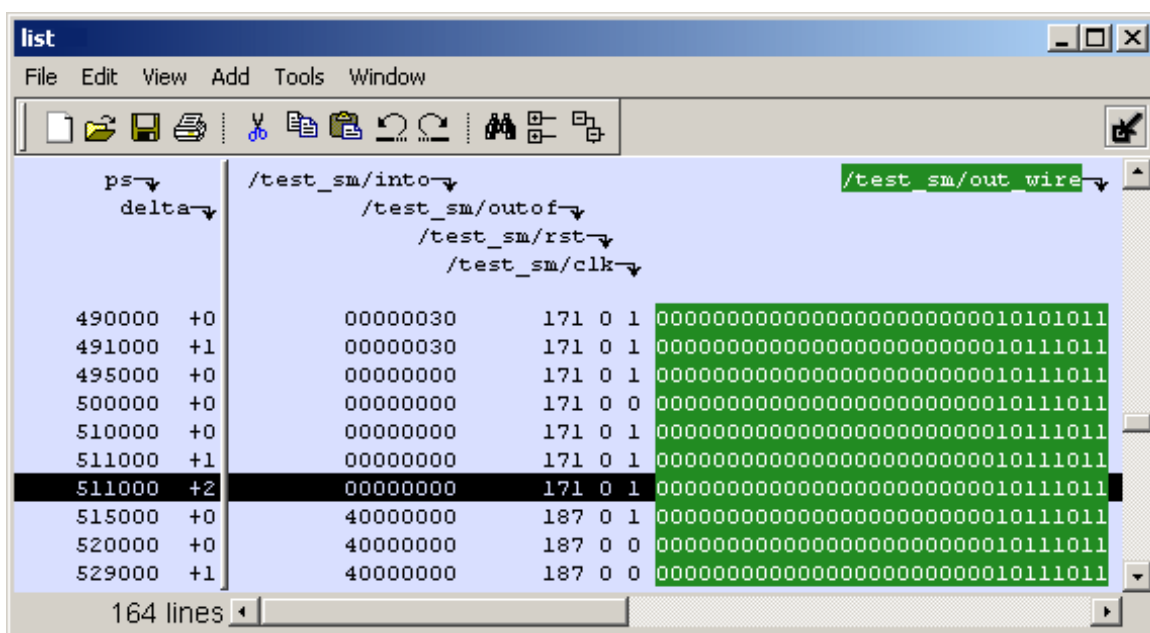 list
File Edit View Add Tools Window
ps /test_sm/into /test_sm/out_wire
delta /test_sm/outof
/test_sm/rst
/test_sm/clk
490000 +0 00000030 171 0 1 00000000000000000000000010101011
491000 +1 00000030 171 0 1 00000000000000000000000010111011
495000 +0 00000000 171 0 1 00000000000000000000000010111011
500000 +0 00000000 171 0 0 00000000000000000000000010111011
510000 +0 00000000 171 0 1 00000000000000000000000010111011
511000 +1 00000000 171 0 1 00000000000000000000000010111011
511000 +2 00000000 171 0 1 00000000000000000000000010111011
515000 +0 40000000 187 0 1 00000000000000000000000010111011
520000 +0 40000000 187 0 0 00000000000000000000000010111011
529000 +1 40000000 187 0 0 00000000000000000000000010111011
164 lines